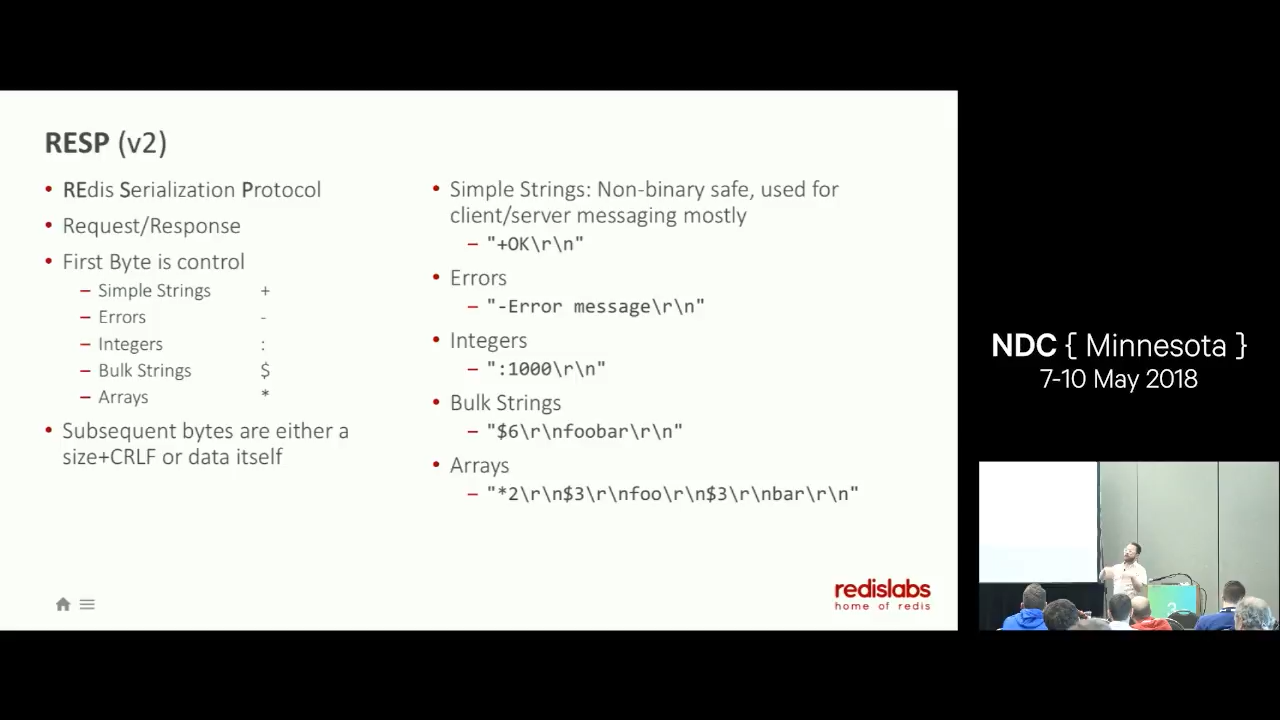 RESP (v2)
• REdis Serialization Protocol
• Request/Response
• First Byte is control
– Simple Strings +
– Errors -
– Integers :
– Bulk Strings $
– Arrays *
• Subsequent bytes are either a
size+CRLF or data itself
• Simple Strings: Non-binary safe, used for
client/server messaging mostly
– "+OK\r\n"
• Errors
– "-Error message\r\n"
• Integers
– ":1000\r\n"
• Bulk Strings
– "$6\r\nfoobar\r\n"
• Arrays
– "*2\r\n$3\r\nfoo\r\n$3\r\nbar\r\n"
redislabs
home of redis
NDC { Minnesota }
7-10 May 2018